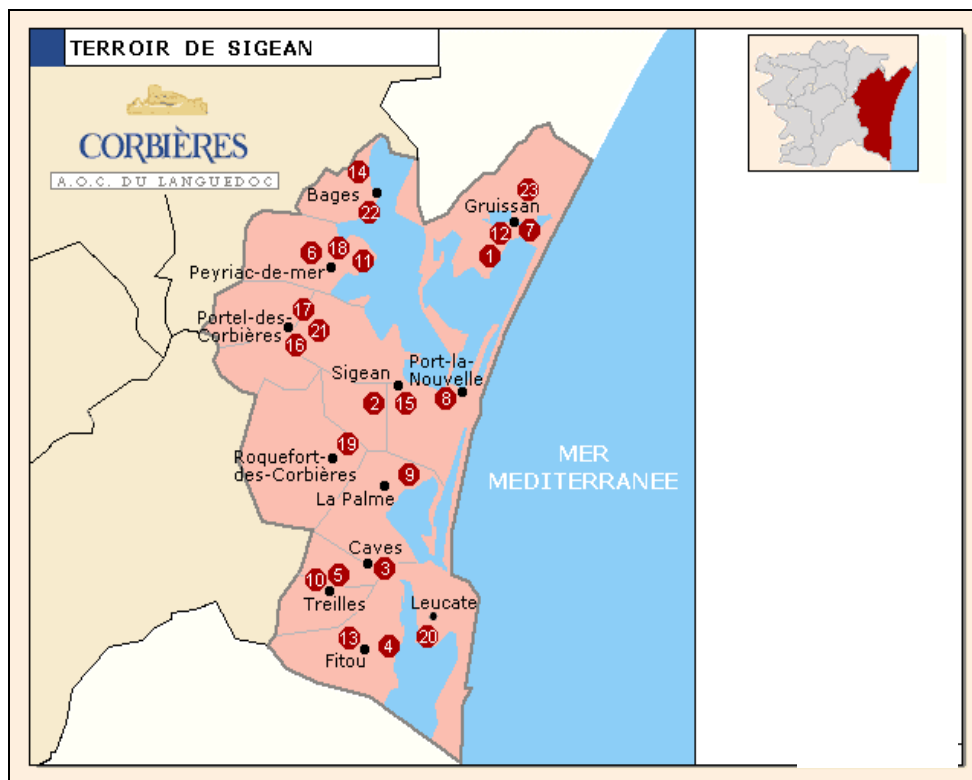 TERROIR DE SIGEAN
CORBIÈRES
A.O.C. DU LANGUEDOC
14
Bages
22
23
Gruissan
12
7
1
6
18
11
Peyriac-de-mer
17
Portel-des-
Corbières
21
16
Sigean
Port-la-
Nouvelle
2
15
8
19
Roquefort-
des-Corbières
9
La Palme
MER
MEDITERRANEE
Caves
3
10
5
Treilles
Leucate
20
13
4
Fitou